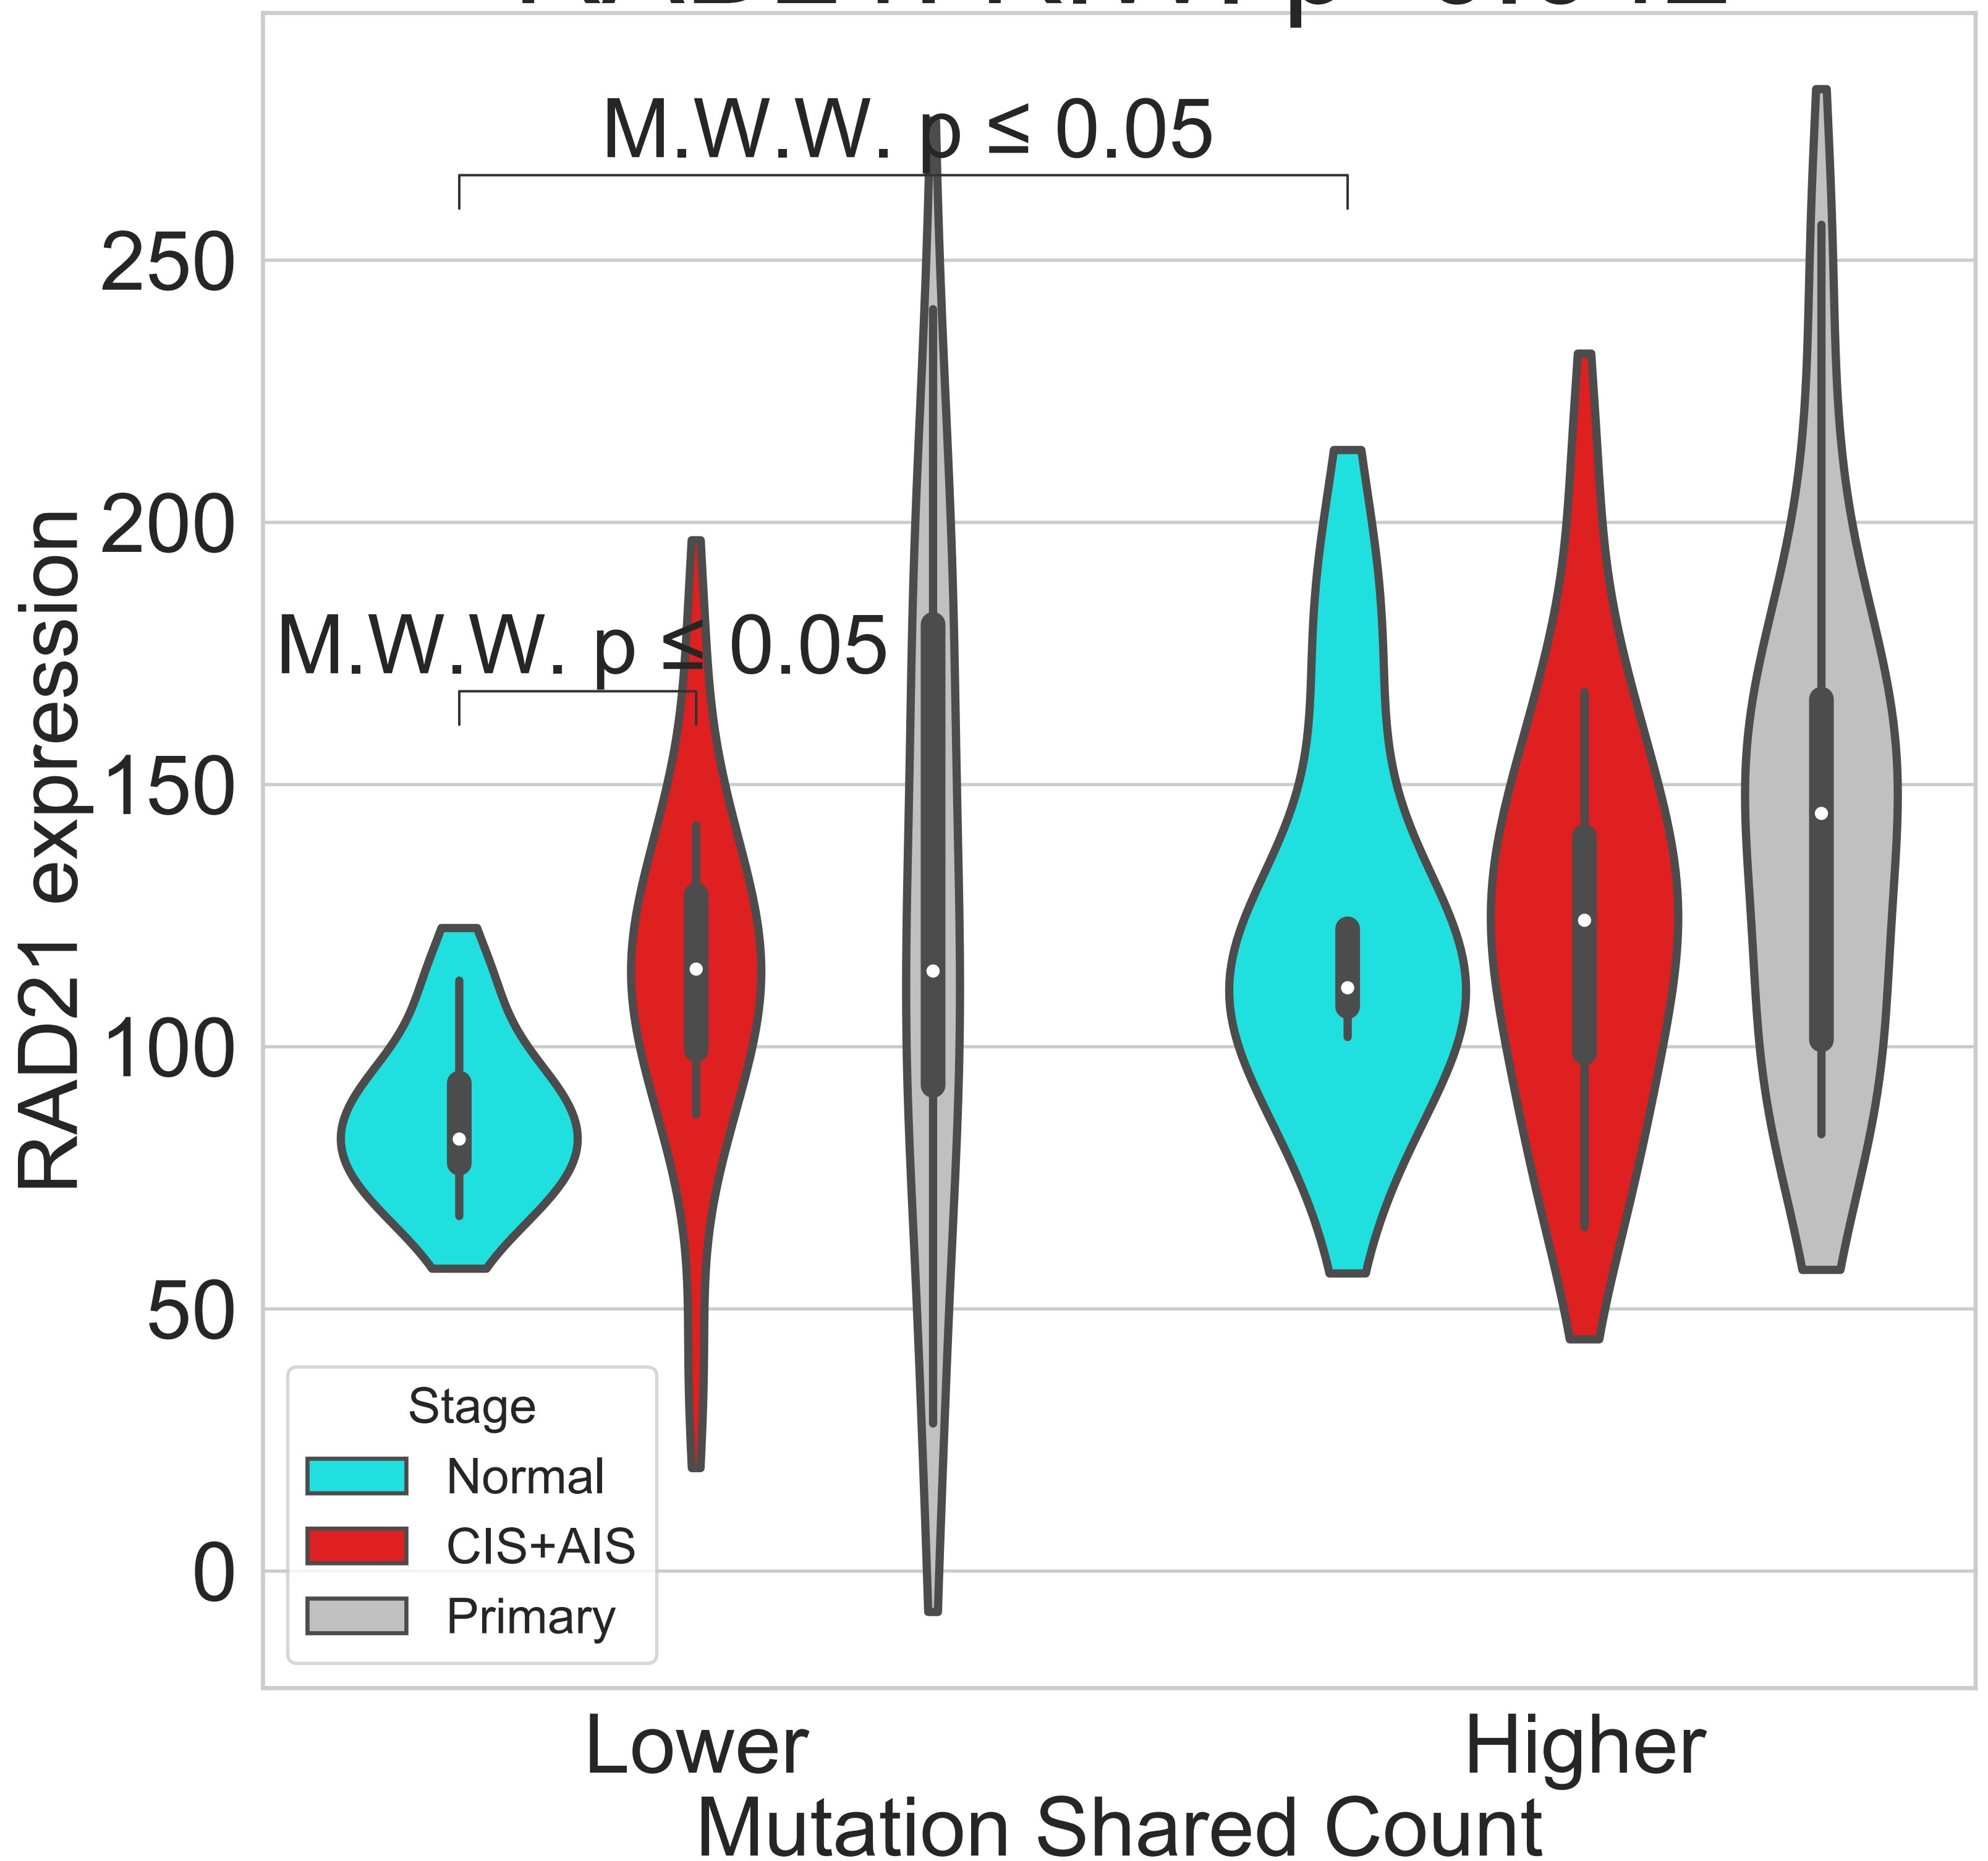 M.W.W. p ≤ 0.05
M.W.W. p ≤ 0.05
RAD21 expression
250
200
150
100
50
0
Stage
Normal
CIS+AIS
Primary
Lower
Higher
Mutation Shared Count